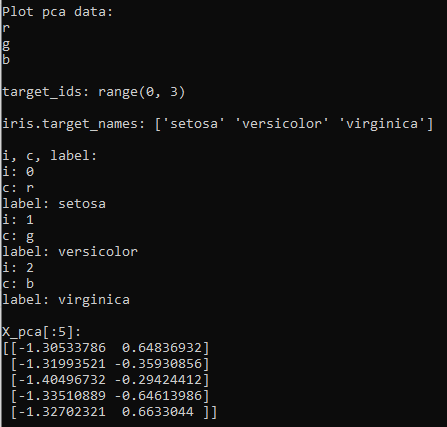 Plot pca data:
r
g
b
target_ids: range(0, 3)
iris.target_names: ['setosa' 'versicolor' 'virginica']
i, c, label:
i: 0
c: r
label: setosa
i: 1
c: g
label: versicolor
i: 2
c: b
label: virginica
X_pca[:5]:
[[-1.30533786  0.64836932]
 [-1.31993521 -0.35930856]
 [-1.40496732 -0.29424412]
 [-1.33510889 -0.64613986]
 [-1.32702321  0.6633044 ]]